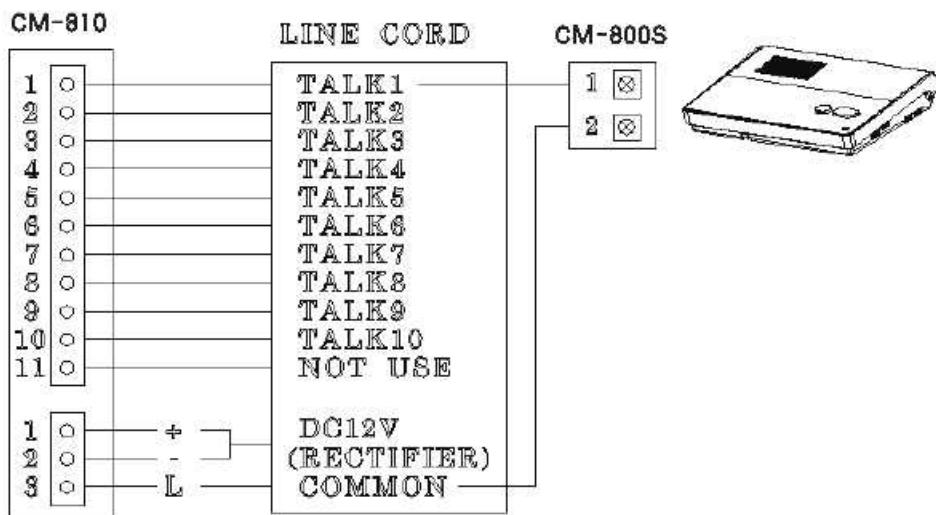 CM-810 LINE CORD CM-800S
1 TALK1 1
2 TALK2
3 TALK3 2
4 TALK4
5 TALK5
6 TALK6
7 TALK7
8 TALK8
9 TALK9
10 TALK10
11 NOT USE
1 + DC12V
2 - (RECTIFIER)
3 L COMMON